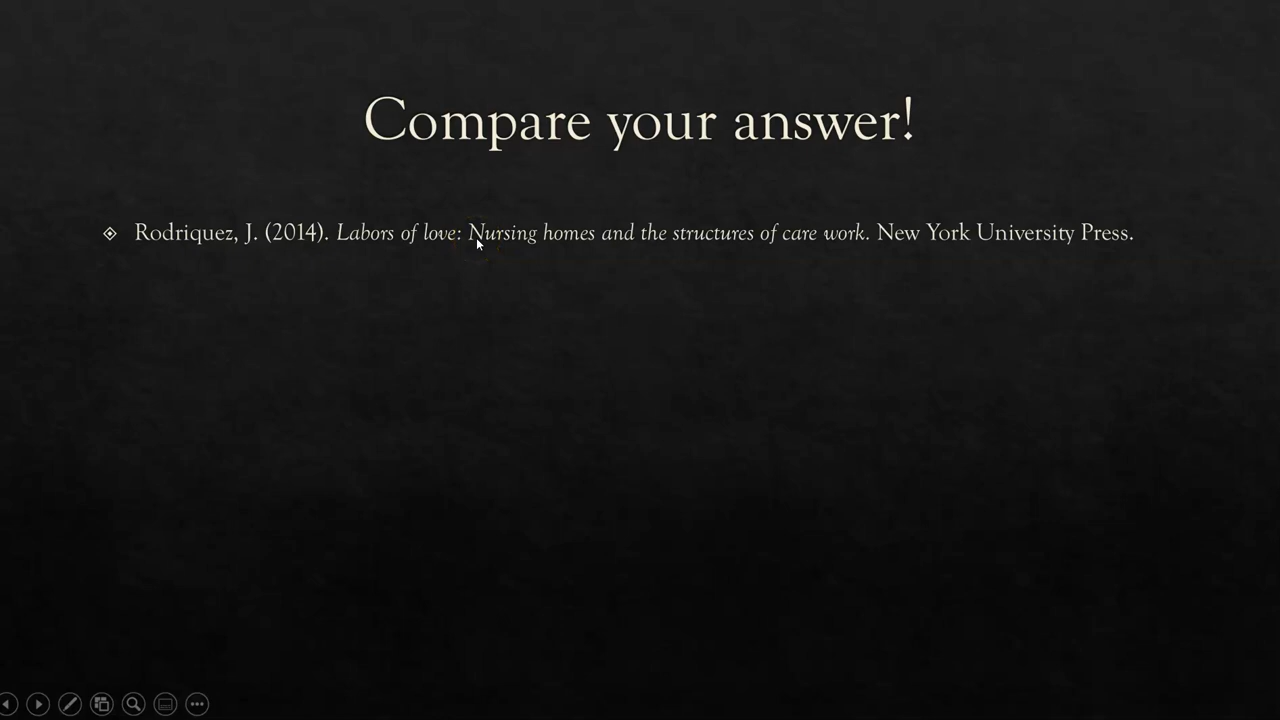 Compare your answer!
Rodriquez, J. (2014). Labors of love: Nursing homes and the structures of care work. New York University Press.